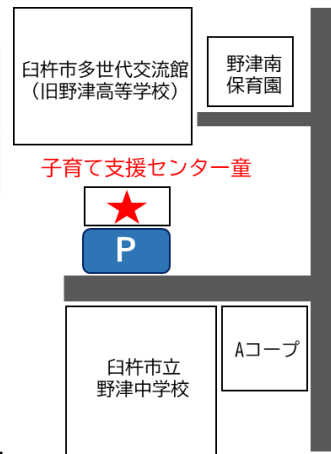 臼杵市多世代交流館
（旧野津高等学校）
野津南
保育園
子育て支援センター童
P
臼杵市立
野津中学校
Aコープ